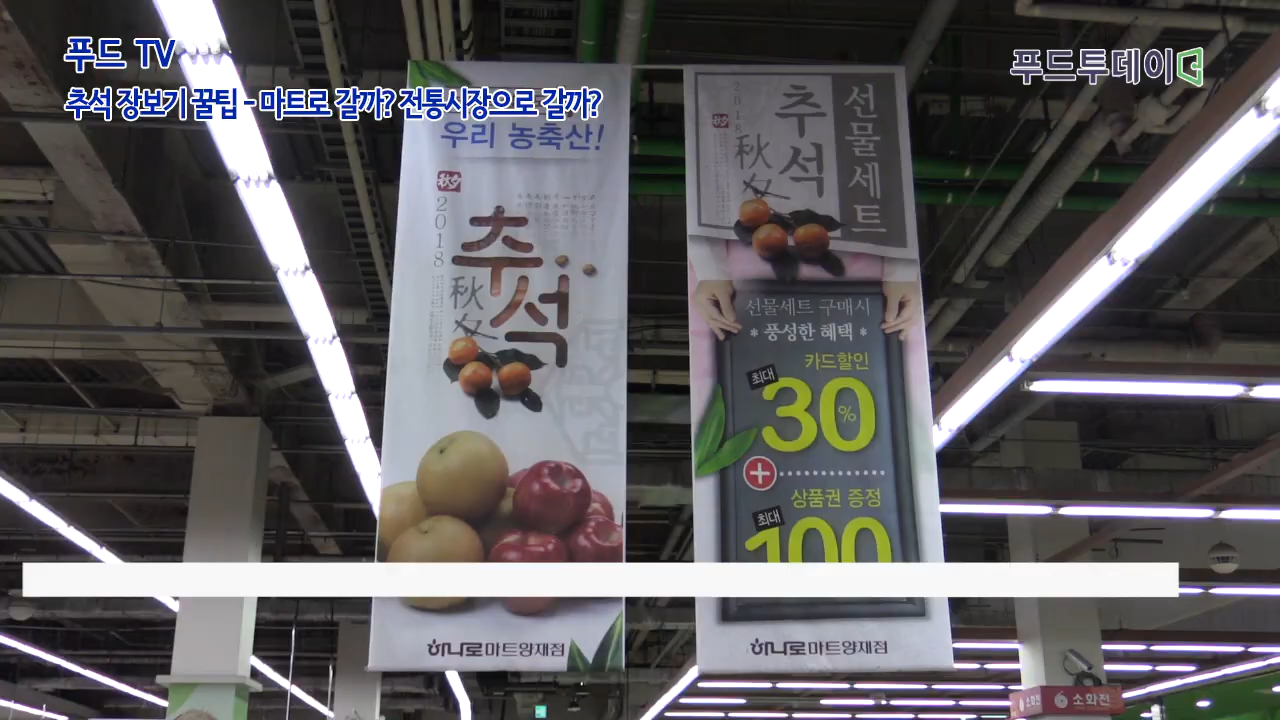 푸드 TV
추석 장보기 꿀팁 - 마트로 갈까? 전통시장으로 갈까?
푸드투데이
우리 농축산!
秋夕
2018
추석
秋夕
하나로마트양재점
2018
추석
秋夕
선물세트
선물세트 구매시
* 풍성한 혜택 *
카드할인
최대
30%
+
상품권 증정
최대
100
하나로마트양재점
소화전